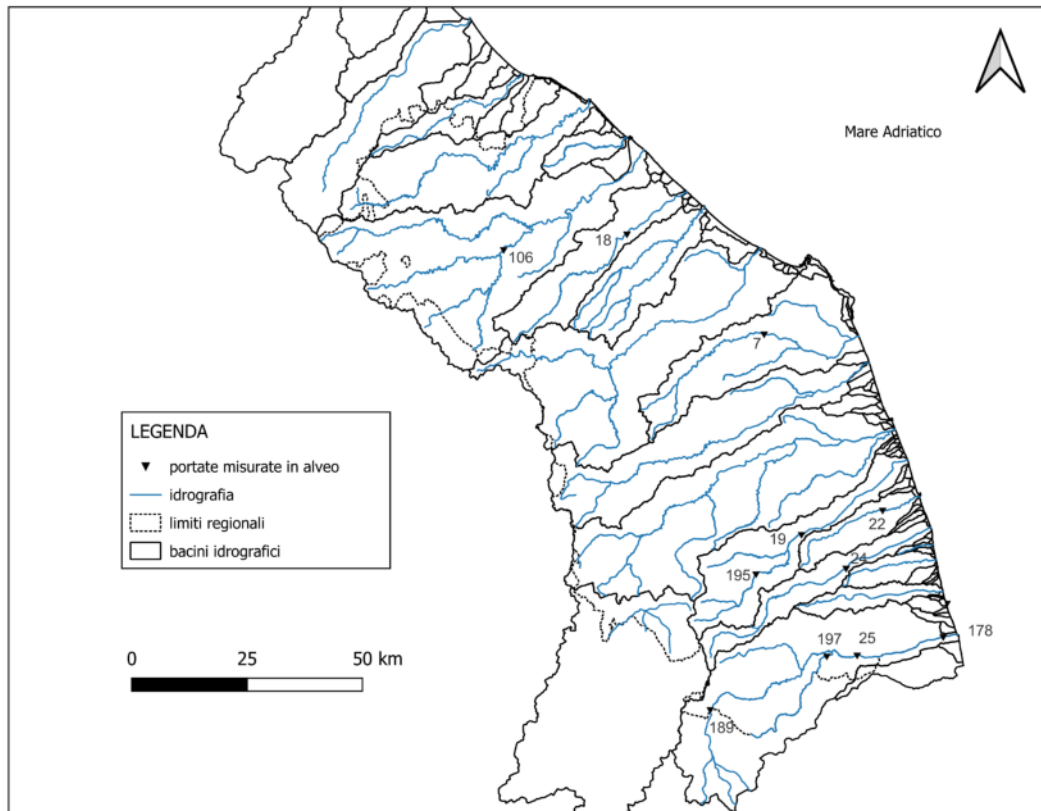 Mare Adriatico
18
106
7
LEGENDA
portate misurate in alveo
idrografia
limiti regionali
bacini idrografici
22
19
24
195
178
197
25
0
25
50 km
189